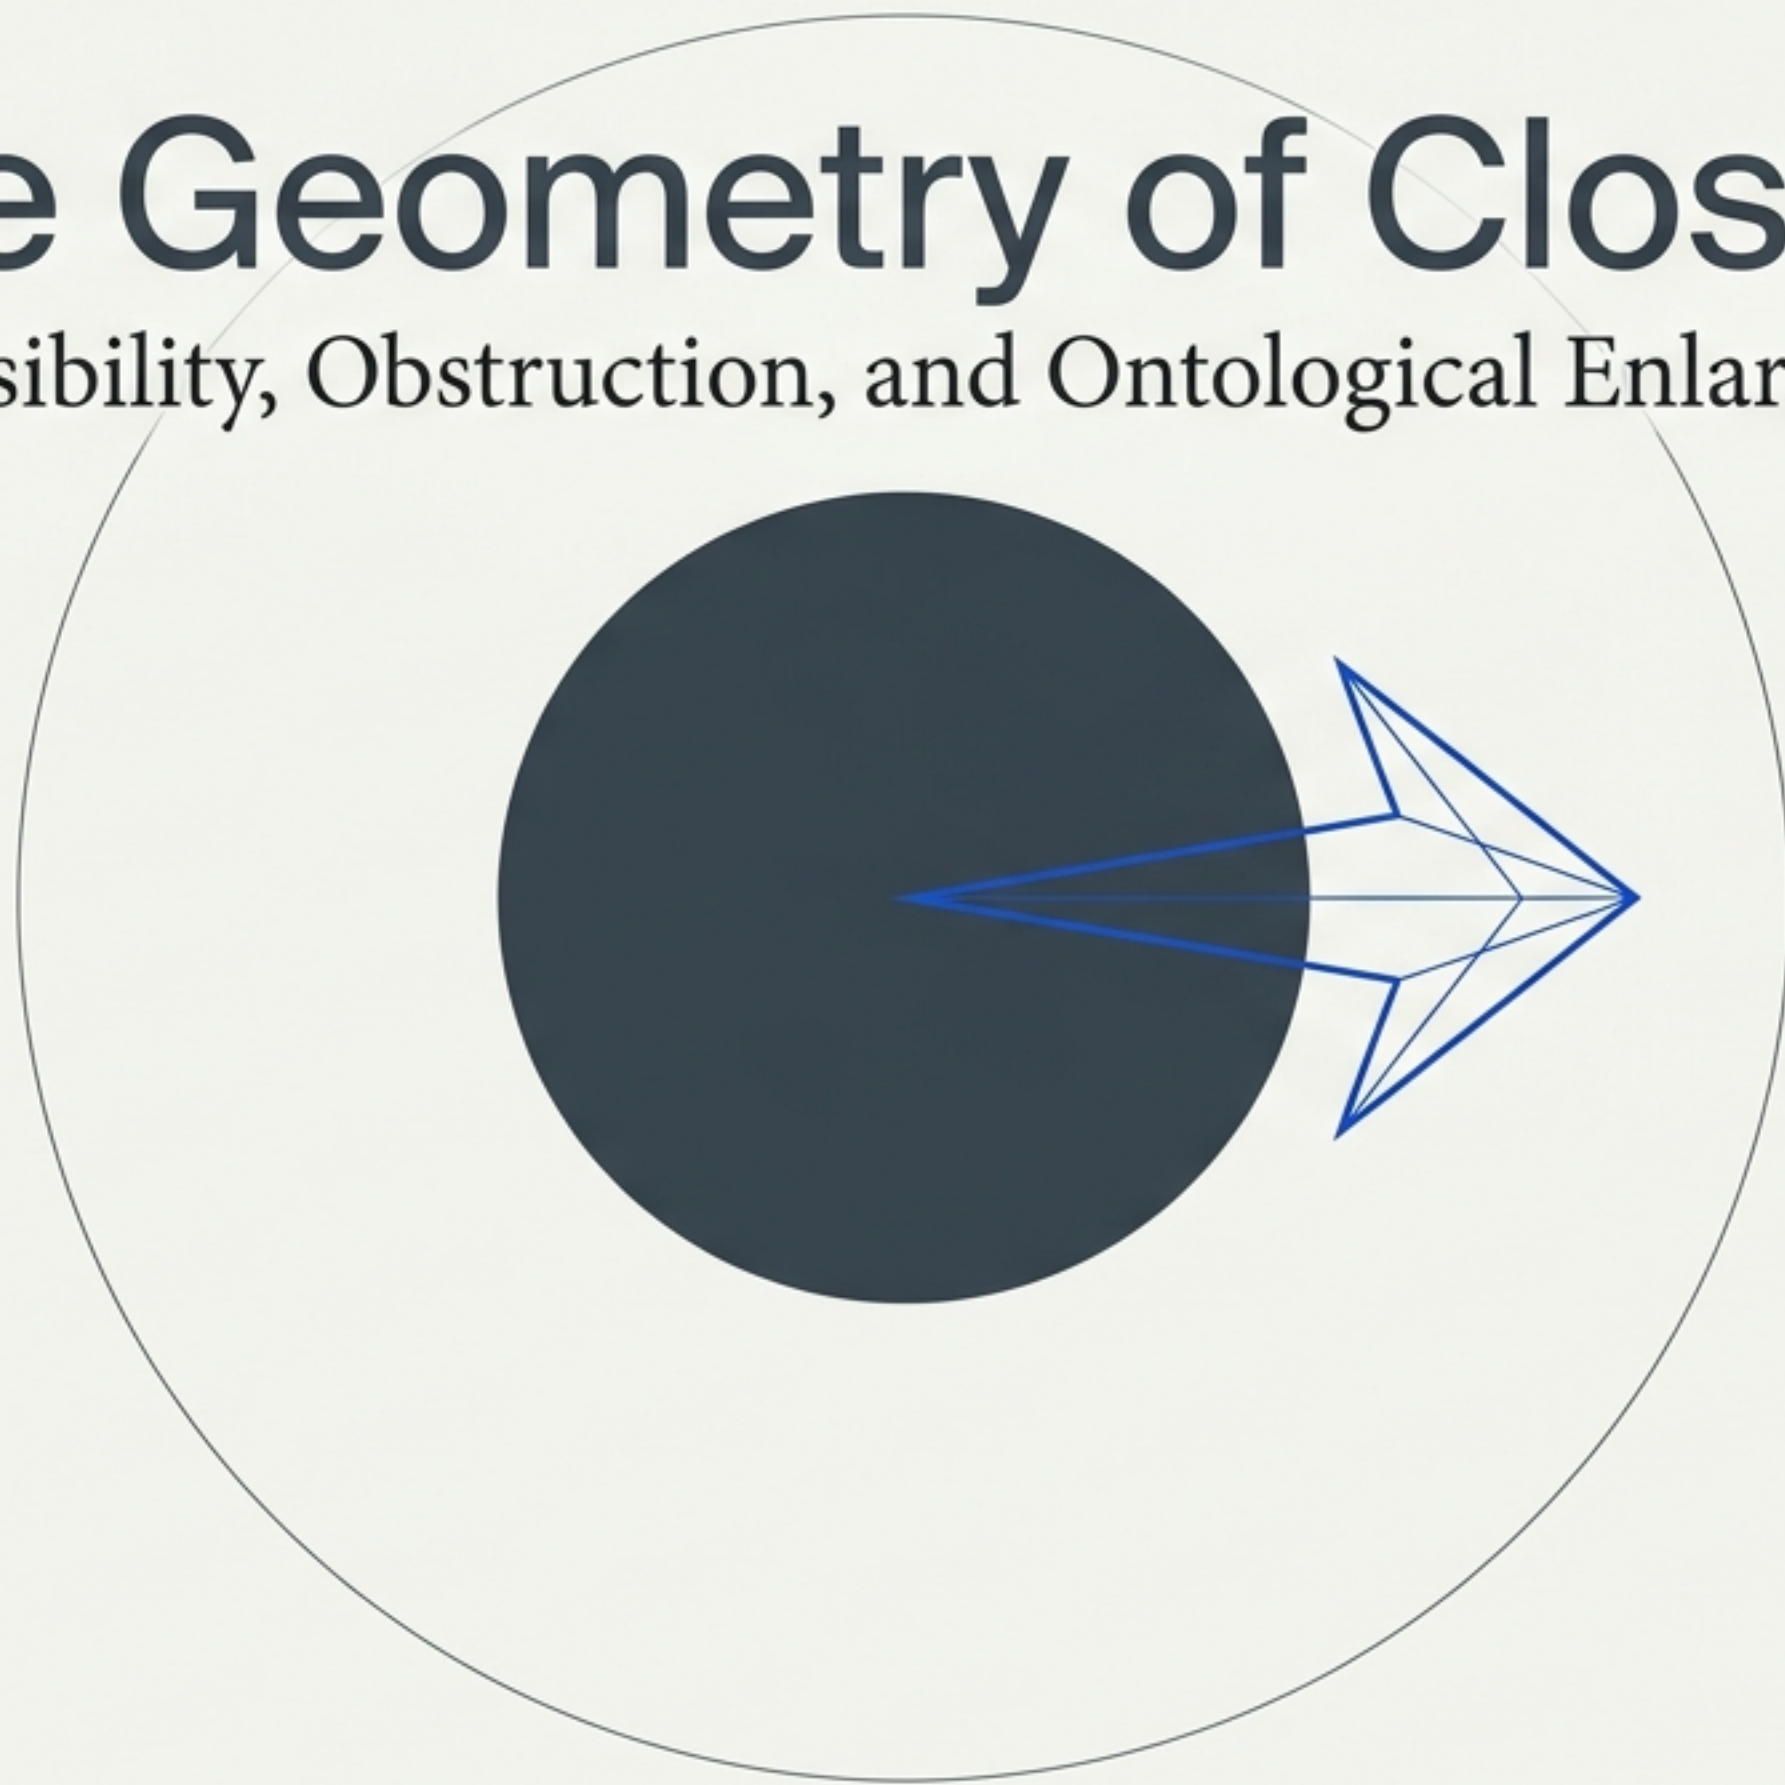 e Geometry of Clos
sibility, Obstruction, and Ontological Enlar